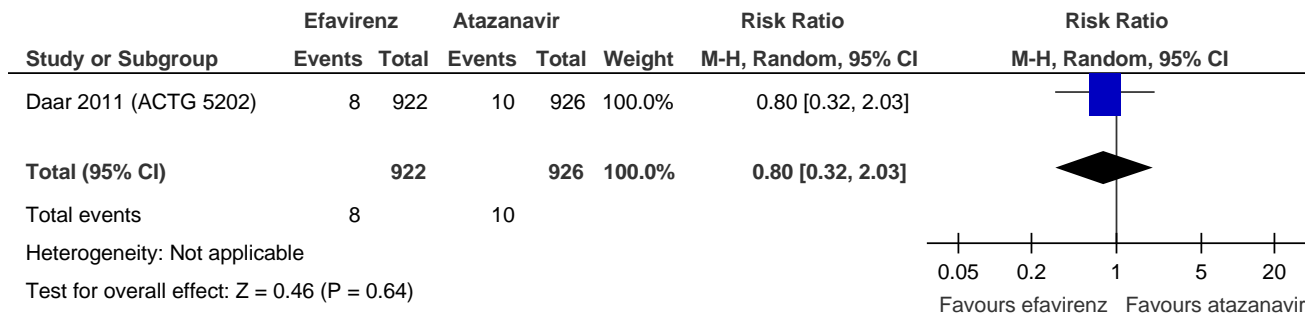 Efavirenz Atazanavir Risk Ratio Risk Ratio
Study or Subgroup Events Total Events Total Weight M-H, Random, 95% CI M-H, Random, 95% CI
Daar 2011 (ACTG 5202) 8 922 10 926 100.0% 0.80 [0.32, 2.03]
Total (95% CI) 922 926 100.0% 0.80 [0.32, 2.03]
Total events 8 10
Heterogeneity: Not applicable
Test for overall effect: Z = 0.46 (P = 0.64)
0.05 0.2 1 5 20
Favours efavirenz Favours atazanavir